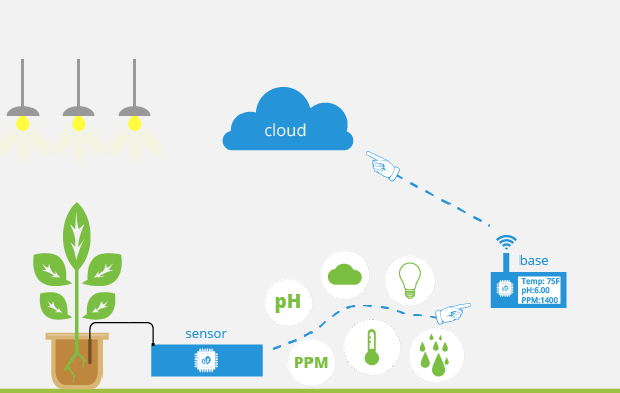 cloud
base
Temp: 75F
pH:6.00
PPM:1400
pH
sensor
PPM